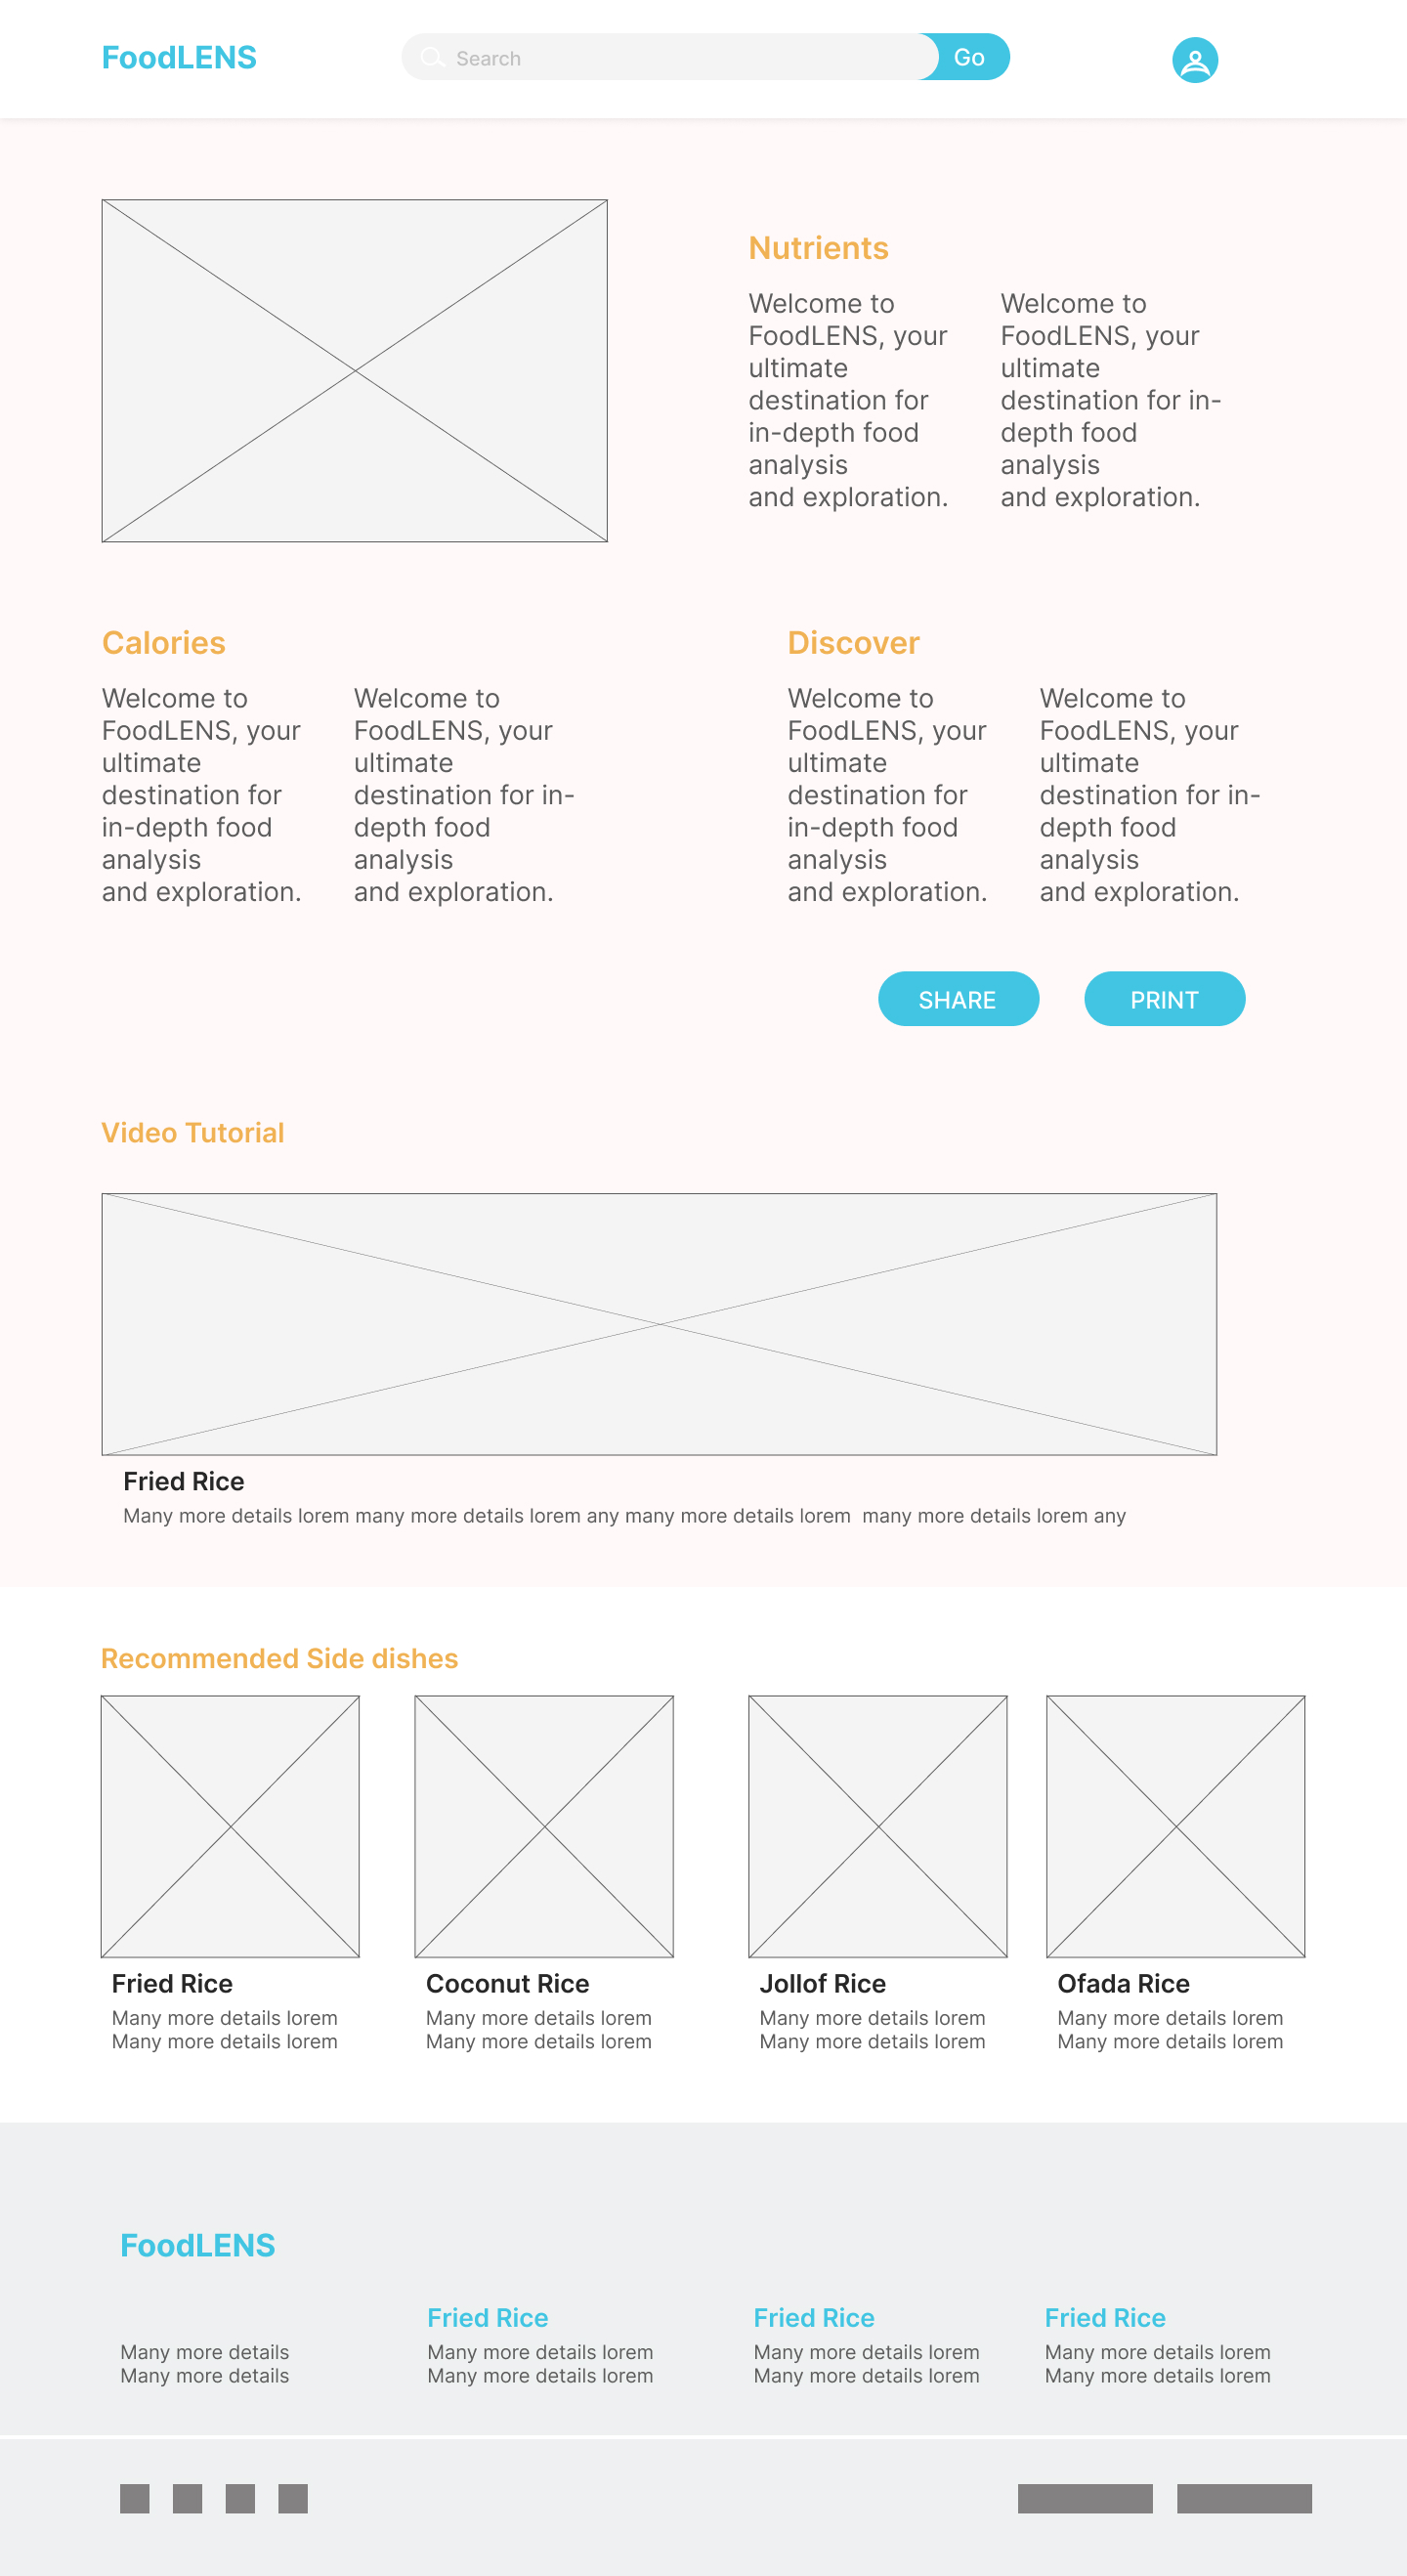 FoodLENS
Search
Go
Nutrients
Welcome to
FoodLENS, your
ultimate
destination for
in-depth food
analysis
and exploration.
Welcome to
FoodLENS, your
ultimate
destination for in-
depth food
analysis
and exploration.
Calories
Welcome to
FoodLENS, your
ultimate
destination for
in-depth food
analysis
and exploration.
Welcome to
FoodLENS, your
ultimate
destination for in-
depth food
analysis
and exploration.
Discover
Welcome to
FoodLENS, your
ultimate
destination for
in-depth food
analysis
and exploration.
Welcome to
FoodLENS, your
ultimate
destination for in-
depth food
analysis
and exploration.
SHARE
PRINT
Video Tutorial
Fried Rice
Many more details lorem many more details lorem any many more details lorem  many more details lorem any
Recommended Side dishes
Fried Rice
Many more details lorem
Many more details lorem
Coconut Rice
Many more details lorem
Many more details lorem
Jollof Rice
Many more details lorem
Many more details lorem
Ofada Rice
Many more details lorem
Many more details lorem
FoodLENS
Many more details
Many more details
Fried Rice
Many more details lorem
Many more details lorem
Fried Rice
Many more details lorem
Many more details lorem
Fried Rice
Many more details lorem
Many more details lorem